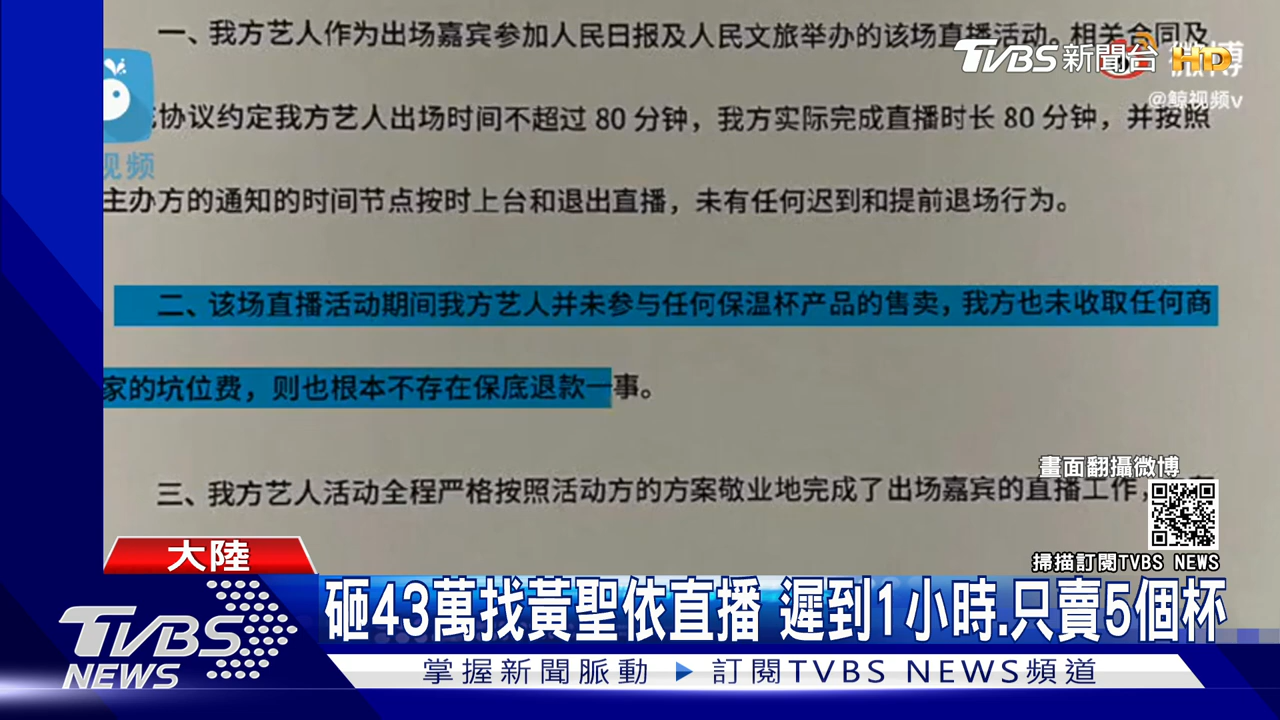 一、我方艺人作为出场嘉宾参加人民日报及人民文旅举办的该场直播活动。相关合同及
TVBS新聞台 HD
微博
@鲸视频v
协议约定我方艺人出场时间不超过 80 分钟，我方实际完成直播时长 80 分钟，并按照
视频
主办方的通知的时间节点按时上台和退出直播，未有任何迟到和提前退场行为。
二、该场直播活动期间我方艺人并未参与任何保温杯产品的售卖，我方也未收取任何商
家的坑位费，则也根本不存在保底退款一事。
畫面翻攝微博
三、我方艺人活动全程严格按照活动方的方案敬业地完成了出场嘉宾的直播工作，
掃描訂閱TVBS NEWS
大陸
砸43萬找黃聖依直播 遲到1小時.只賣5個杯
TVBS
NEWS
掌握新聞脈動 ▶ 訂閱TVBS NEWS頻道